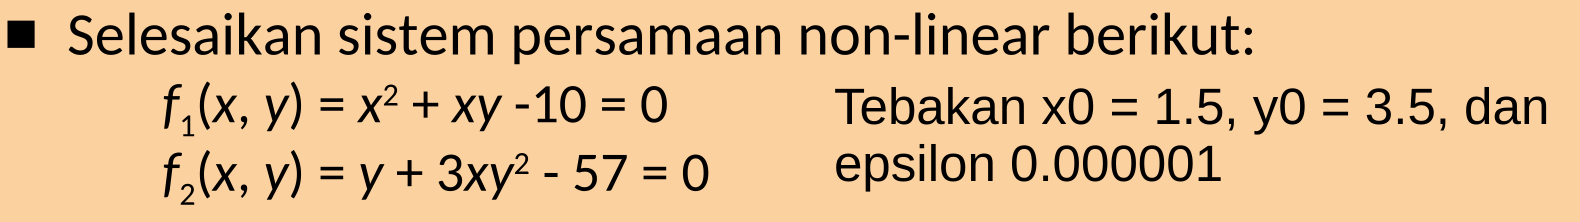 ■ Selesaikan sistem persamaan non-linear berikut:
f₁(x, y) = x² + xy -10 = 0
f₂(x, y) = y + 3xy² - 57 = 0
Tebakan x0 = 1.5, y0 = 3.5, dan
epsilon 0.000001